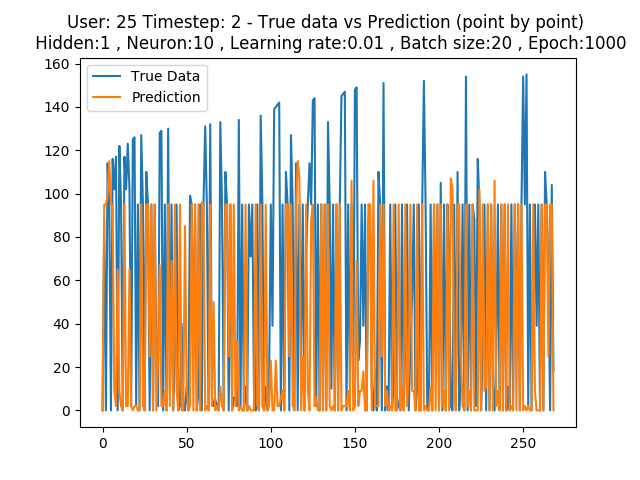 User: 25 Timestep: 2 - True data vs Prediction (point by point)
Hidden:1 , Neuron:10 , Learning rate:0.01 , Batch size:20 , Epoch:1000
True Data
Prediction
160
140
120
100
80
60
40
20
0
0 50 100 150 200 250